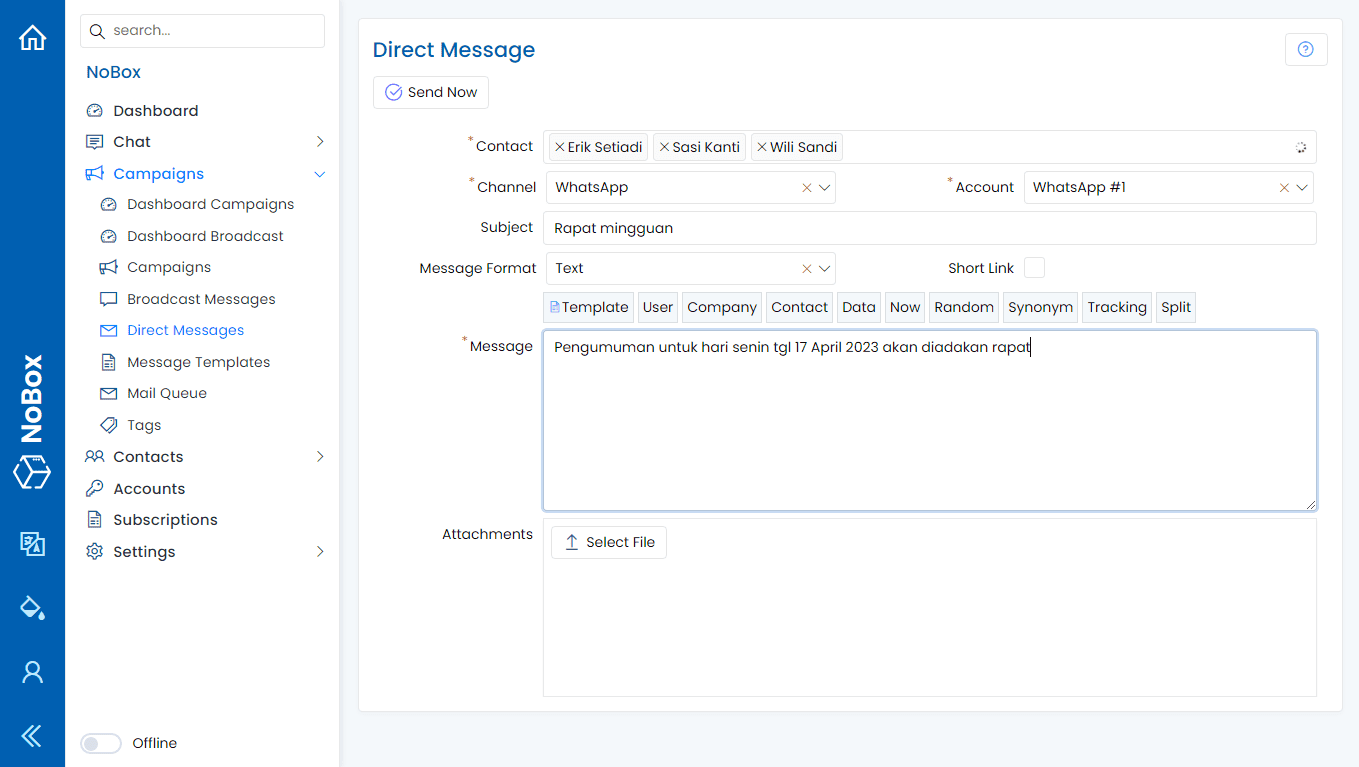 NoBox
search...
NoBox
Dashboard
Chat
Campaigns
Dashboard Campaigns
Dashboard Broadcast
Campaigns
Broadcast Messages
Direct Messages
Message Templates
Mail Queue
Tags
Contacts
Accounts
Subscriptions
Settings
Offline
Direct Message
Send Now
* Contact Erik Setiadi Sasi Kanti Wili Sandi
* Channel WhatsApp * Account WhatsApp #1
Subject Rapat mingguan
Message Format Text Short Link
Template User Company Contact Data Now Random Synonym Tracking Split
* Message Pengumuman untuk hari senin tgl 17 April 2023 akan diadakan rapat
Attachments Select File